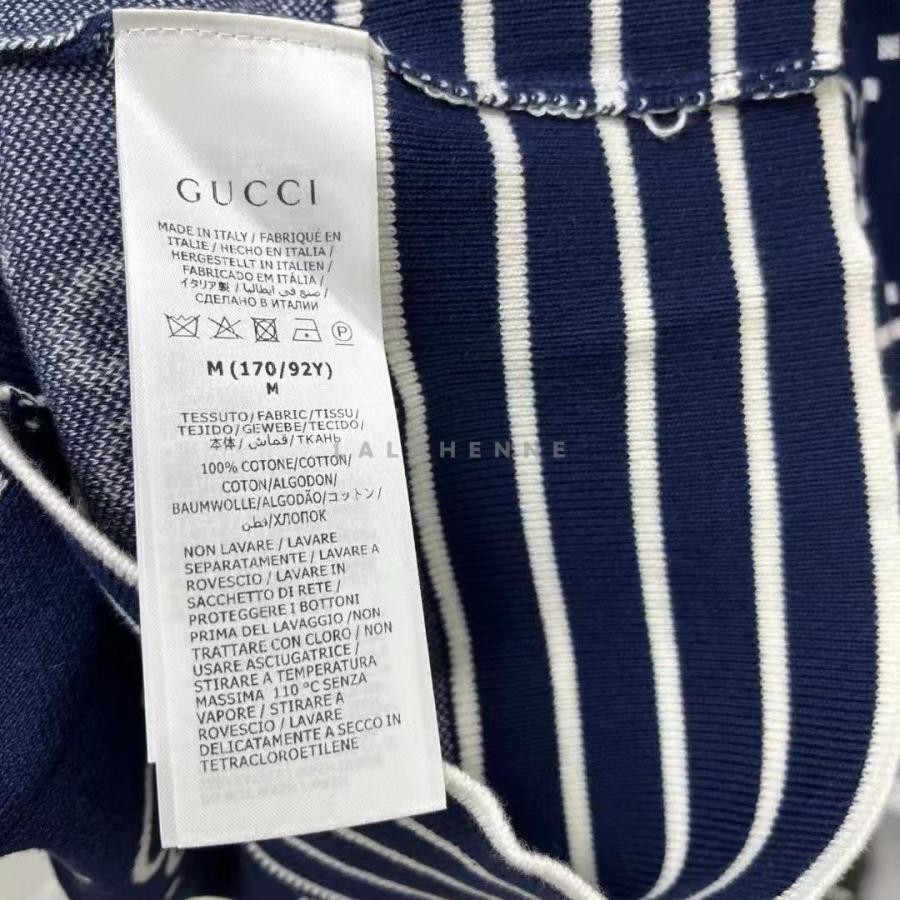 GUCCI
MADE IN ITALY / FABRIQUÉ EN
ITALIE / HECHO EN ITALIA /
HERGESTELLT IN ITALIEN /
FABRICADO EM ITÁLIA /
イタリア製 / صنع في ايطاليا /
СДЕЛАНО В ИТАЛИИ
P
M (170/92Y)
M
TESSUTO/FABRIC/TISSU/
TEJIDO/GEWEBE/TECIDO/
本体/قماش/ТКАНЬ
100% COTONE/COTTON/
COTON/ALGODON/
BAUMWOLLE/ALGODÃO/コットン/
قطن/ХЛОПОК
NON LAVARE / LAVARE
SEPARATAMENTE / LAVARE A
ROVESCIO / LAVARE IN
SACCHETTO DI RETE /
PROTEGGERE I BOTTONI
PRIMA DEL LAVAGGIO /NON
TRATTARE CON CLORO / NON
USARE ASCIUGATRICE /
STIRARE A TEMPERATURA
MASSIMA 110 °C SENZA
VAPORE / STIRARE A
ROVESCIO / LAVARE
DELICATAMENTE A SECCO IN
TETRACLOROETILENE